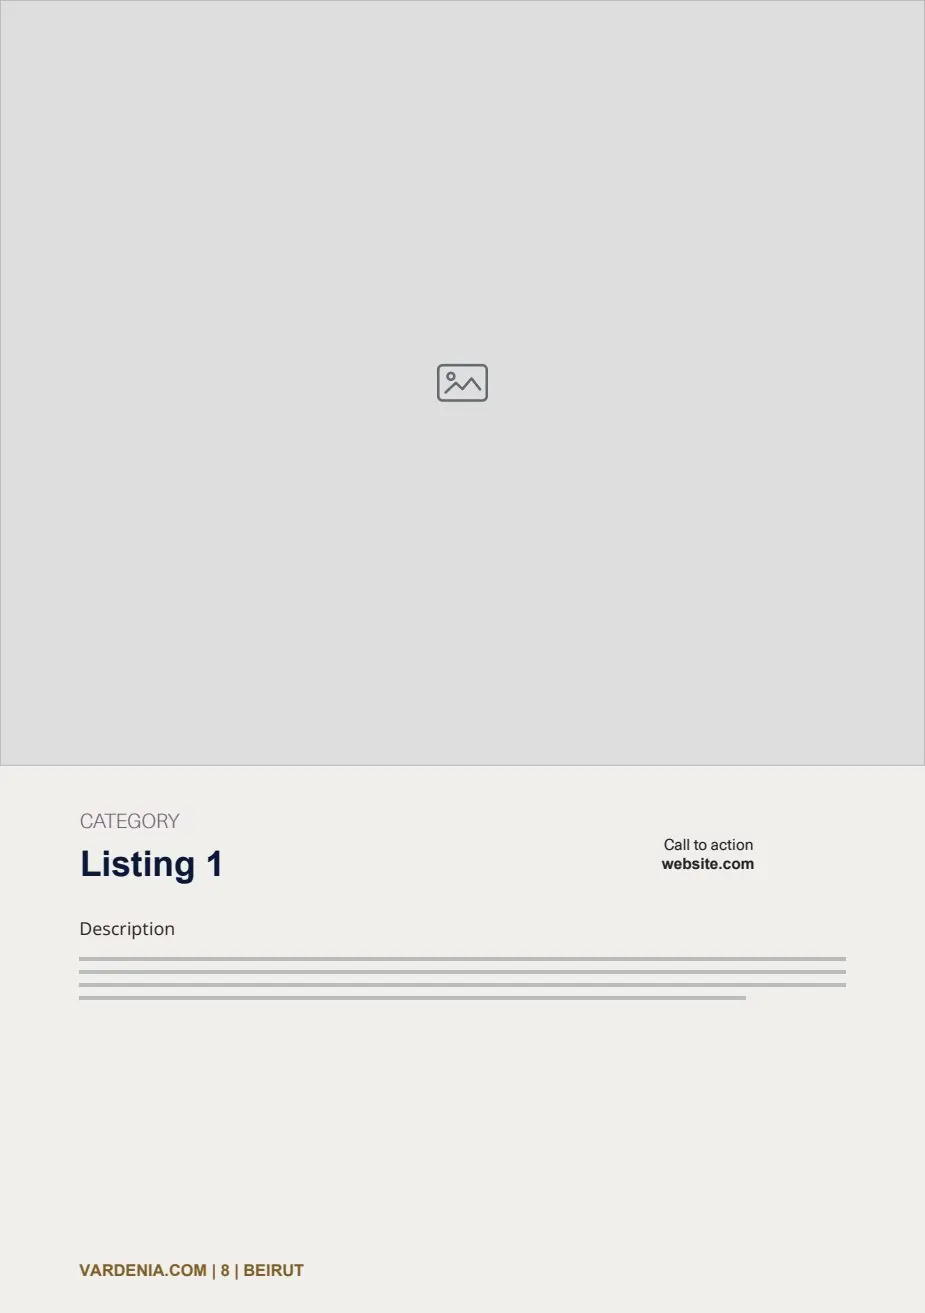 CATEGORY
Listing 1
Call to action
website.com
Description
VARDENIA.COM | 8 | BEIRUT